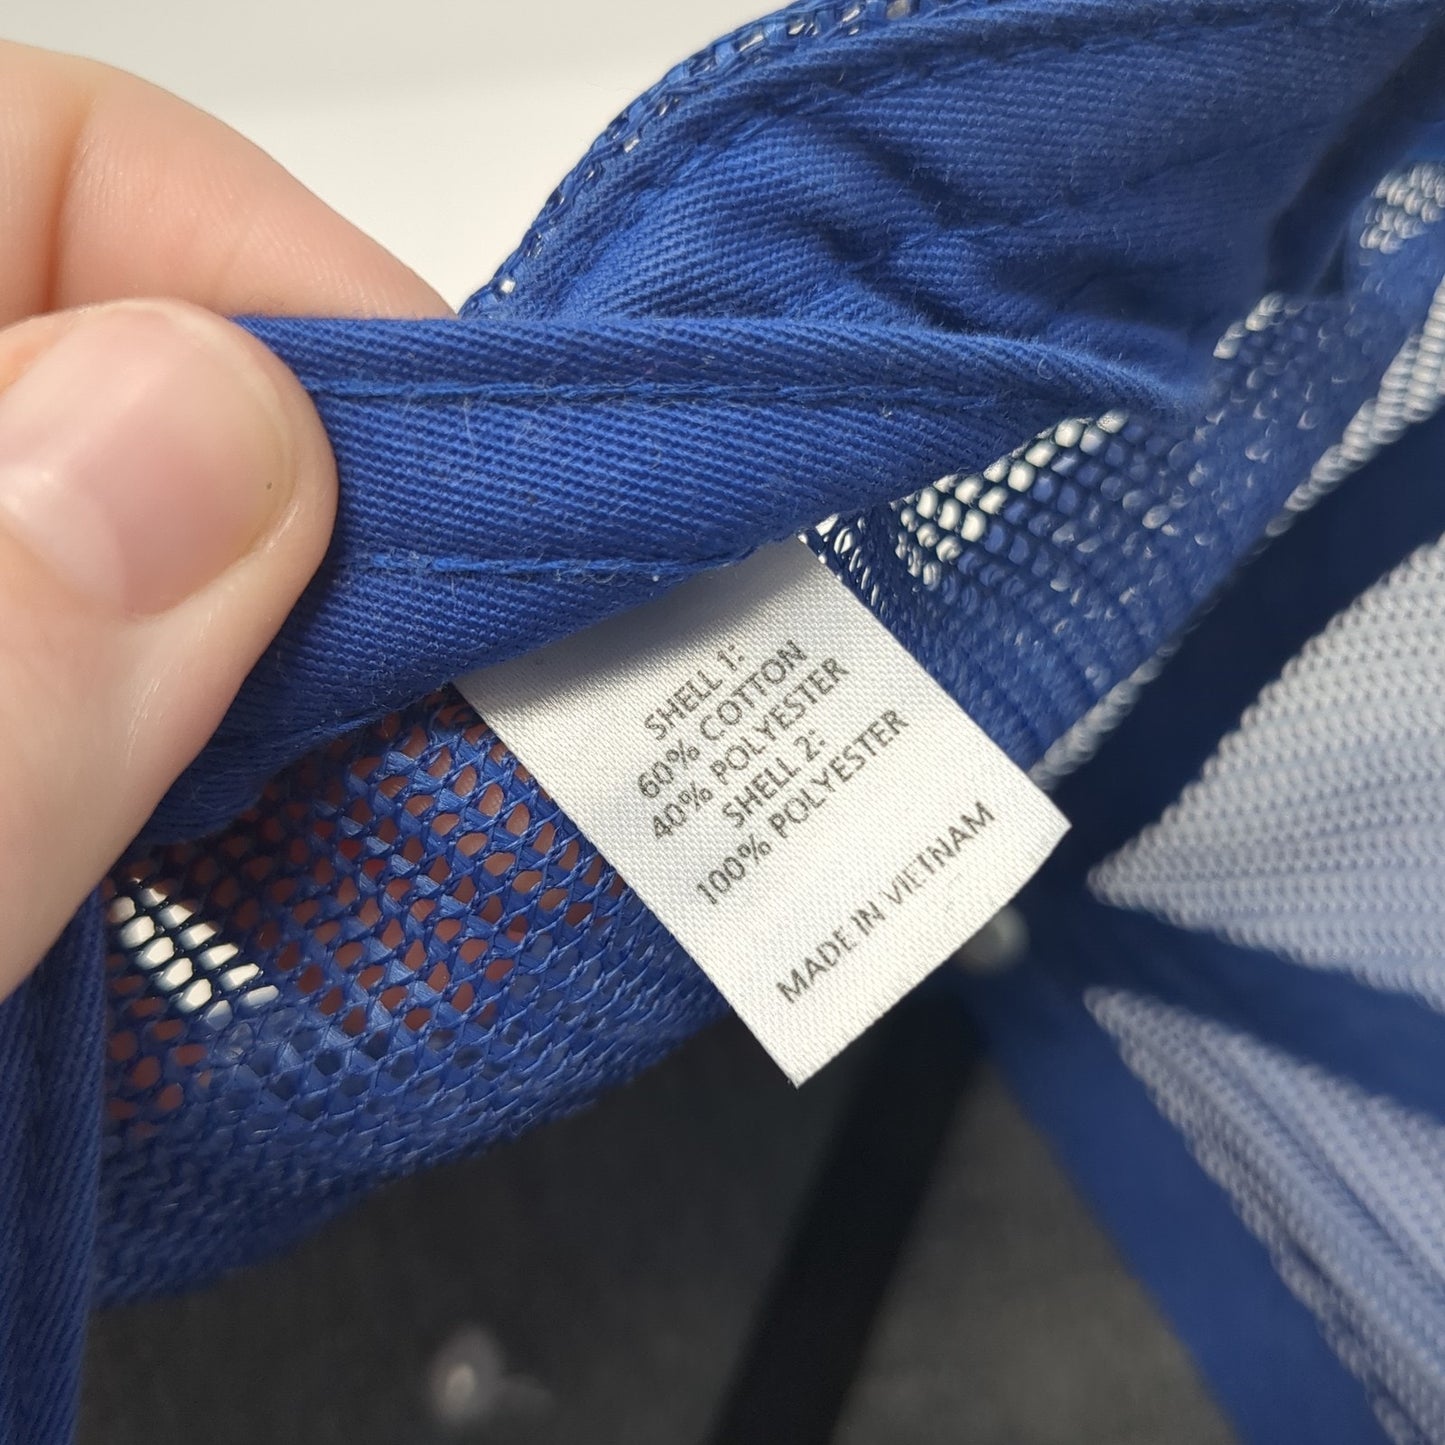 SHELL 1:
60% COTTON
40% POLYESTER
SHELL 2:
100% POLYESTER
MADE IN VIETNAM